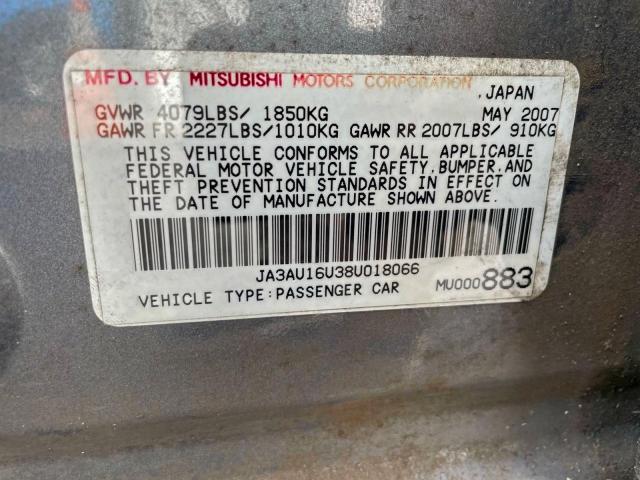 MFD. BY MITSUBISHI MOTORS CORPORATION
, JAPAN
GVWR 4079LBS/ 1850KG MAY 2007
GAWR FR 2227LBS/1010KG GAWR RR 2007LBS/ 910KG
THIS VEHICLE CONFORMS TO ALL APPLICABLE
FEDERAL MOTOR VEHICLE SAFETY,BUMPER,AND
THEFT PREVENTION STANDARDS IN EFFECT ON
THE DATE OF MANUFACTURE SHOWN ABOVE.
JA3AU16U38U018066
VEHICLE TYPE:PASSENGER CAR MU000883